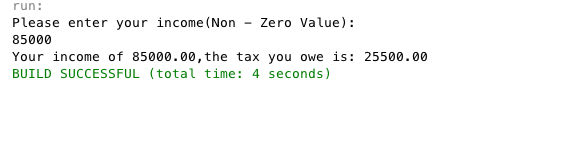 run:
Please enter your income(Non - Zero Value):
85000
Your income of 85000.00,the tax you owe is: 25500.00
BUILD SUCCESSFUL (total time: 4 seconds)